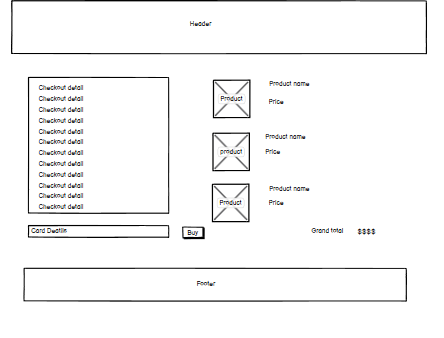 Header
Checkout detail
Checkout detail
Checkout detail
Checkout detail
Checkout detail
Checkout detail
Checkout detail
Checkout detail
Checkout detail
Checkout detail
Checkout detail
Checkout detail
Product
Product name
Price
product
Product name
Price
Product
Product name
Price
Card Deatils
Buy
Grand total $$$$
Footer